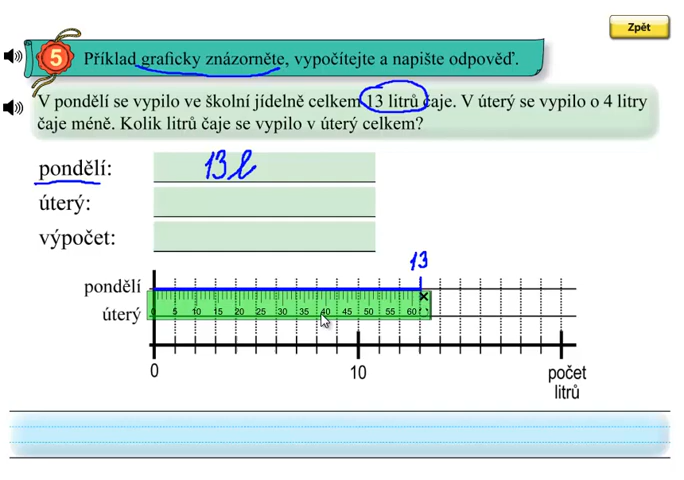 Zpět
5 Příklad graficky znázorněte, vypočítejte a napište odpověď.
V pondělí se vypilo ve školní jídelně celkem 13 litrů čaje. V úterý se vypilo o 4 litry
čaje méně. Kolik litrů čaje se vypilo v úterý celkem?
pondělí: 13 l
úterý:
výpočet:
13
pondělí
úterý
0 5 10 15 20 25 30 35 40 45 50 55 60
0 10 počet
litrů